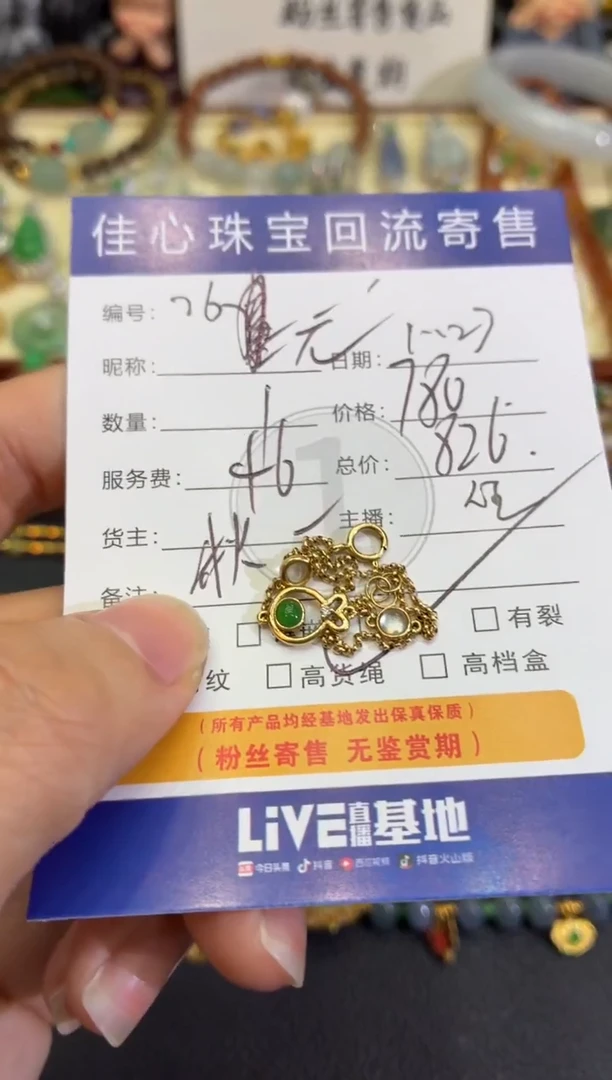 佳心珠宝回流寄售
编号: 76
元
昵称: 日期: 1.27
数量: 1 价格: 780
服务费: 46 总价: 826.
货主: 林 主播:
备注:
有裂
纹 高货绳 高档盒
(所有产品均经基地发出保真保质)
(粉丝寄售 无鉴赏期)
LIVE直播基地
今日头条 抖音 西瓜视频 抖音火山版